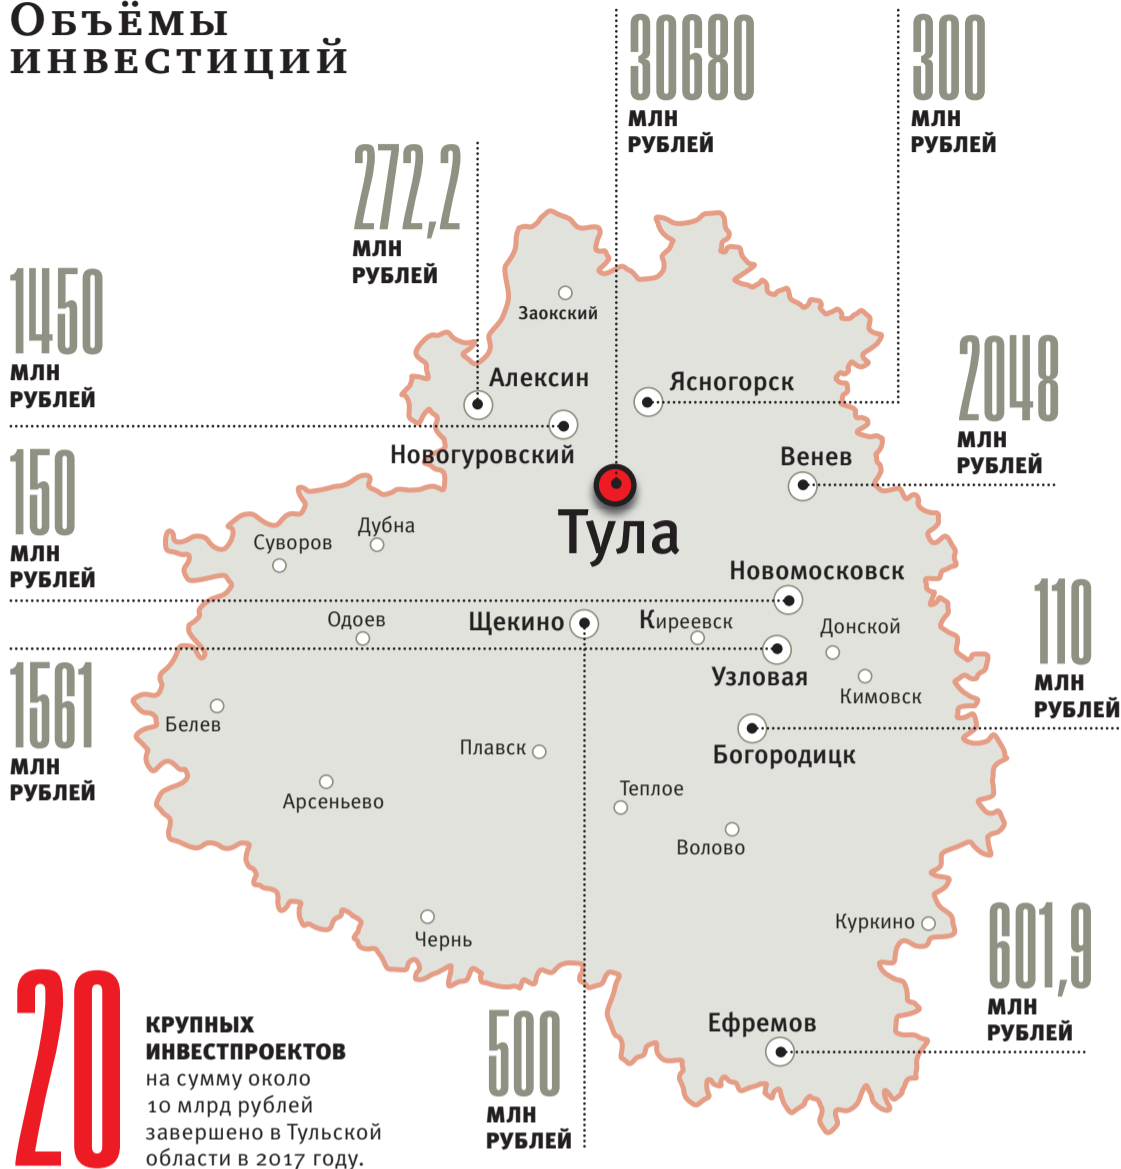 Объёмы
инвестиций
30680
млн
рублей
300
млн
рублей
272,2
млн
рублей
1450
млн
рублей
2048
млн
рублей
150
млн
рублей
110
млн
рублей
1561
млн
рублей
601,9
млн
рублей
500
млн
рублей
Заокский
Алексин
Ясногорск
Новогуровский
Венев
Тула
Дубна
Суворов
Новомосковск
Одоев
Щекино
Киреевск
Донской
Узловая
Кимовск
Белев
Плавск
Богородицк
Арсеньево
Теплое
Волово
Куркино
Чернь
Ефремов
20
крупных
инвестпроектов
на сумму около
10 млрд рублей
завершено в Тульской
области в 2017 году.